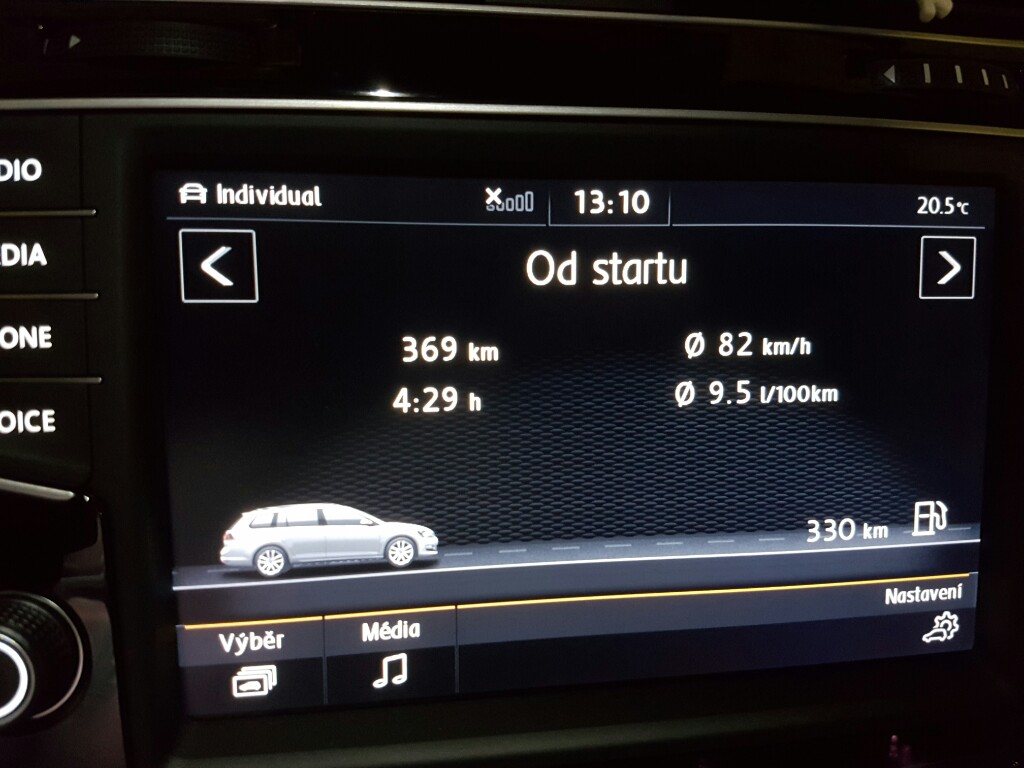 DIO
DIA
ONE
OICE
Individual
13:10
20.5°C
Od startu
369 km
Ø 82 km/h
4:29 h
Ø 9.5 l/100km
330 km
Nastavení
Výběr
Média